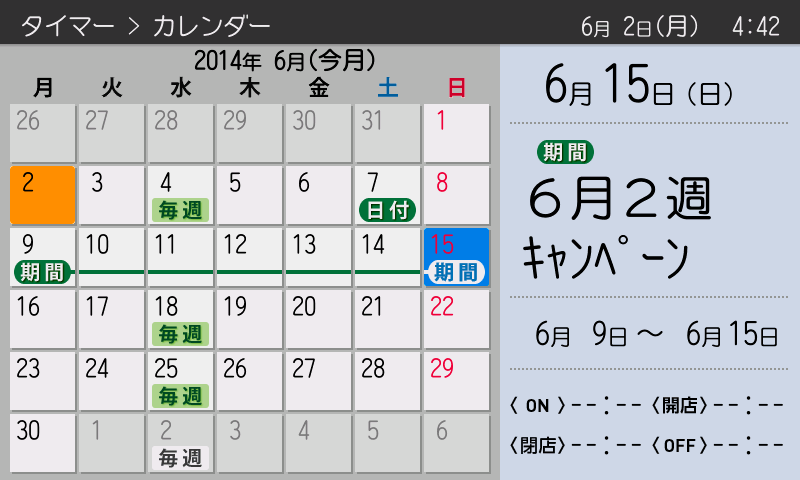 タイマー > カレンダー 6月 2日(月) 4:42
2014年 6月(今月)
月 火 水 木 金 土 日
26 27 28 29 30 31 1
2 3 4 5 6 7 8
毎週 日付
9 10 11 12 13 14 15
期間 期間
16 17 18 19 20 21 22
毎週
23 24 25 26 27 28 29
毎週
30 1 2 3 4 5 6
毎週
6月 15日 (日)
期間
6月2週
ｷｬﾝﾍﾟｰﾝ
6月 9日 ～ 6月15日
〈 ON 〉--:-- 〈開店〉--:--
〈閉店〉--:-- 〈 OFF 〉--:--